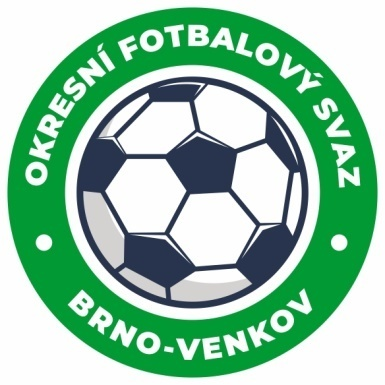 OKRESNÍ FOTBALOVÝ SVAZ
BRNO-VENKOV